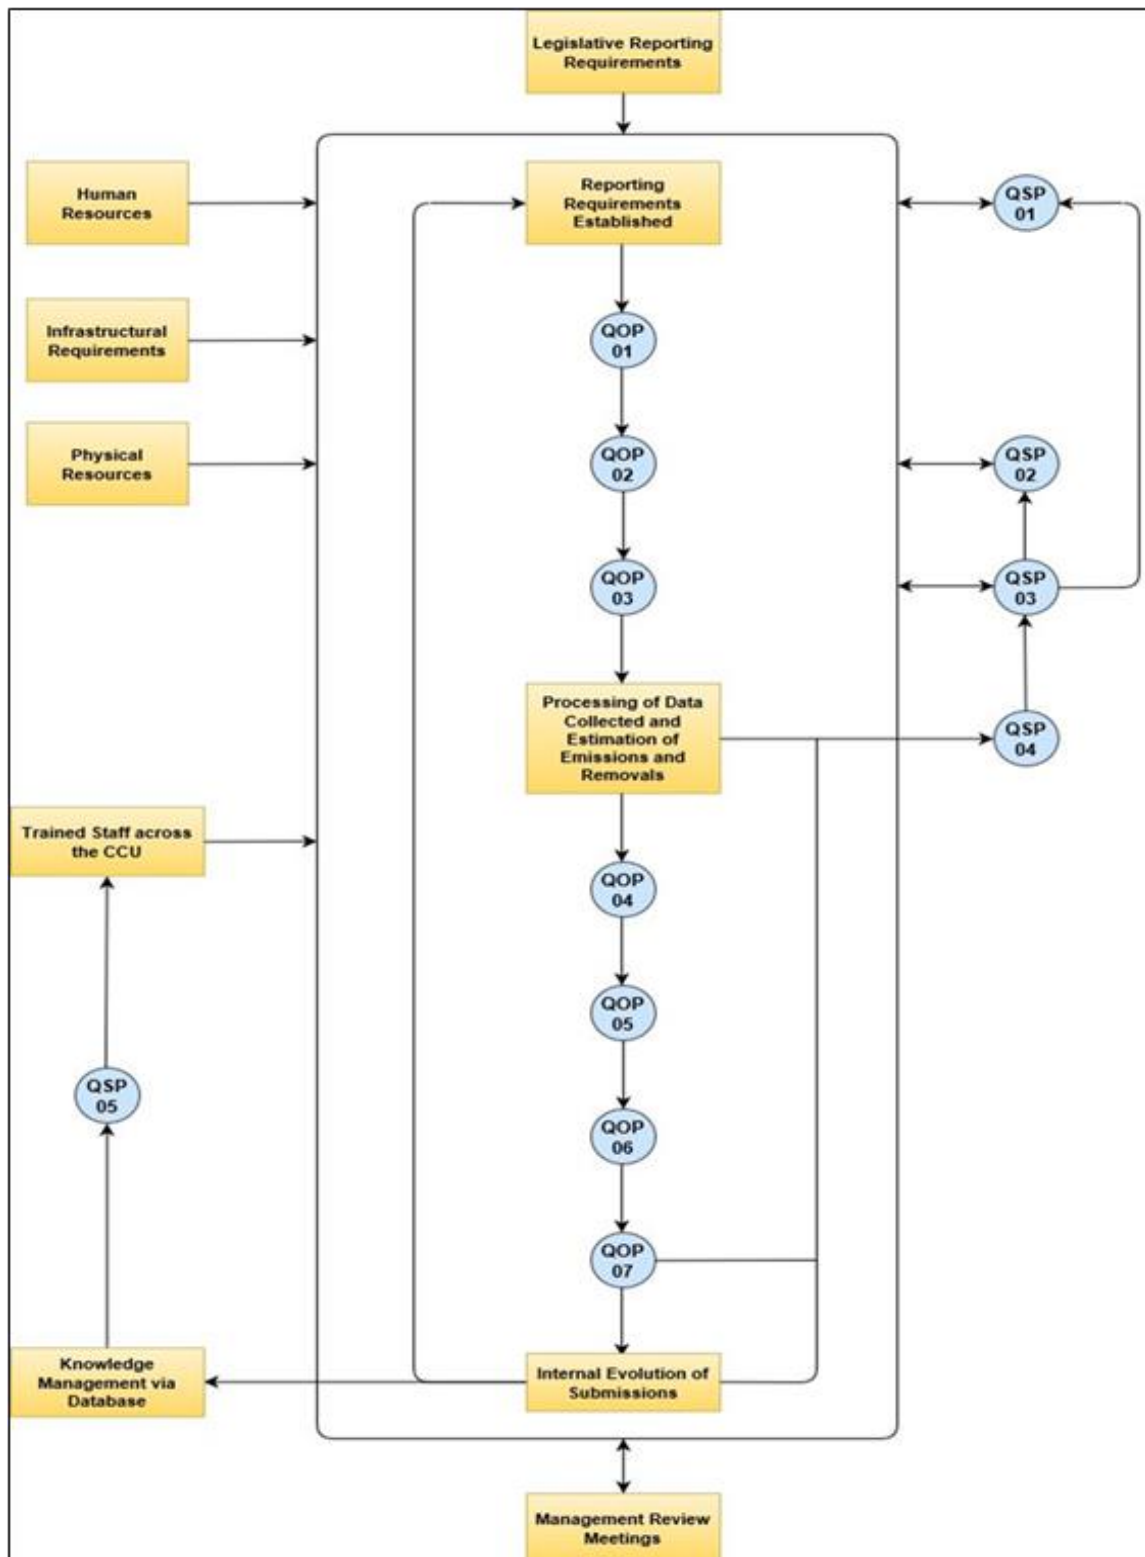 Legislative Reporting
Requirements
Human
Resources
Reporting
Requirements
Established
QSP
01
Infrastructural
Requirements
QOP
01
Physical
Resources
QOP
02
QSP
02
QOP
03
QSP
03
Processing of Data
Collected and
Estimation of
Emissions and
Removals
QSP
04
Trained Staff across
the CCU
QOP
04
QOP
05
QSP
05
QOP
06
QOP
07
Knowledge
Management via
Database
Internal Evolution of
Submissions
Management Review
Meetings